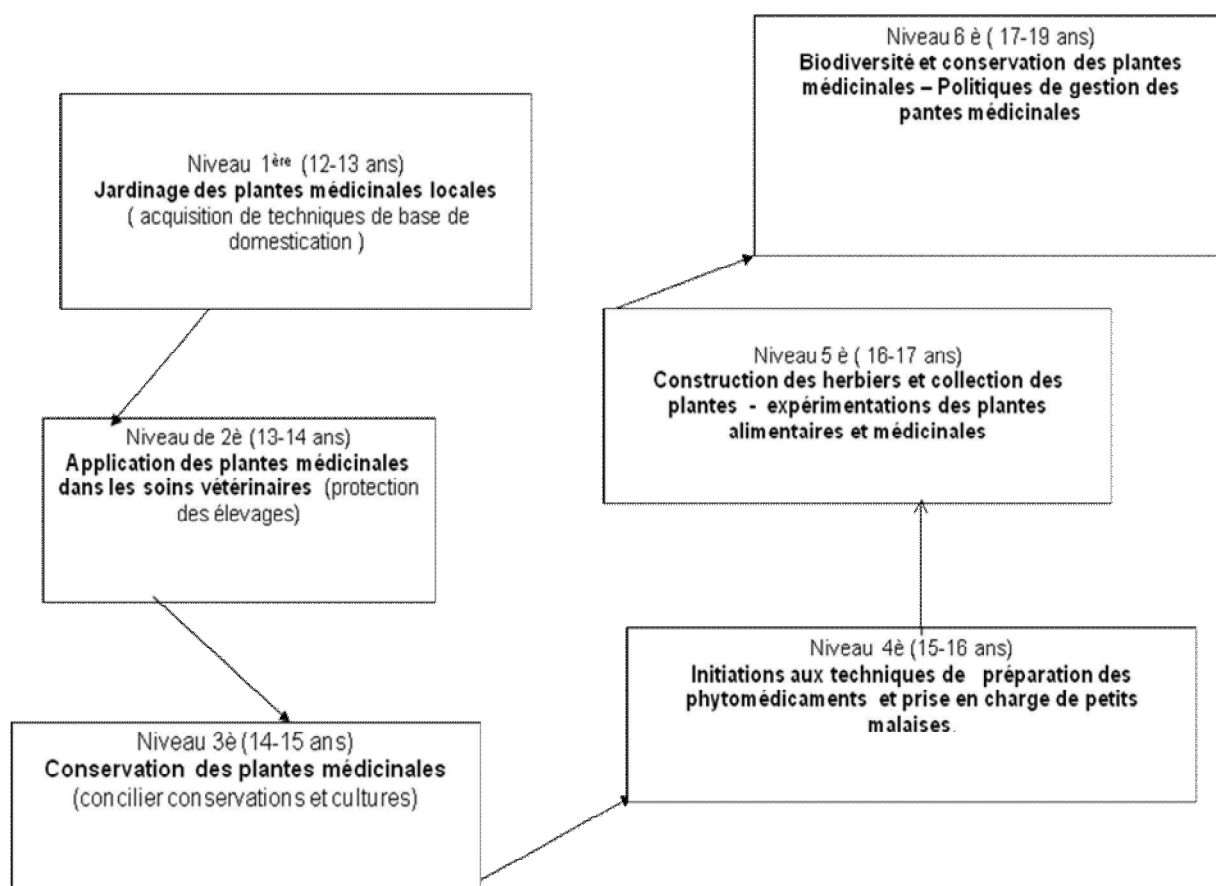 Niveau 1ère (12-13 ans)
Jardinage des plantes médicinales locales
( acquisition de techniques de base de
domestication )
Niveau de 2è (13-14 ans)
Application des plantes médicinales
dans les soins vétérinaires (protection
des élevages)
Niveau 3è (14-15 ans)
Conservation des plantes médicinales
(concilier conservations et cultures)
Niveau 4è (15-16 ans)
Initiations aux techniques de préparation des
phytomédicaments et prise en charge de petits
malaises.
Niveau 5 è ( 16-17 ans)
Construction des herbiers et collection des
plantes - expérimentations des plantes
alimentaires et médicinales
Niveau 6 è ( 17-19 ans)
Biodiversité et conservation des plantes
médicinales – Politiques de gestion des
pantes médicinales